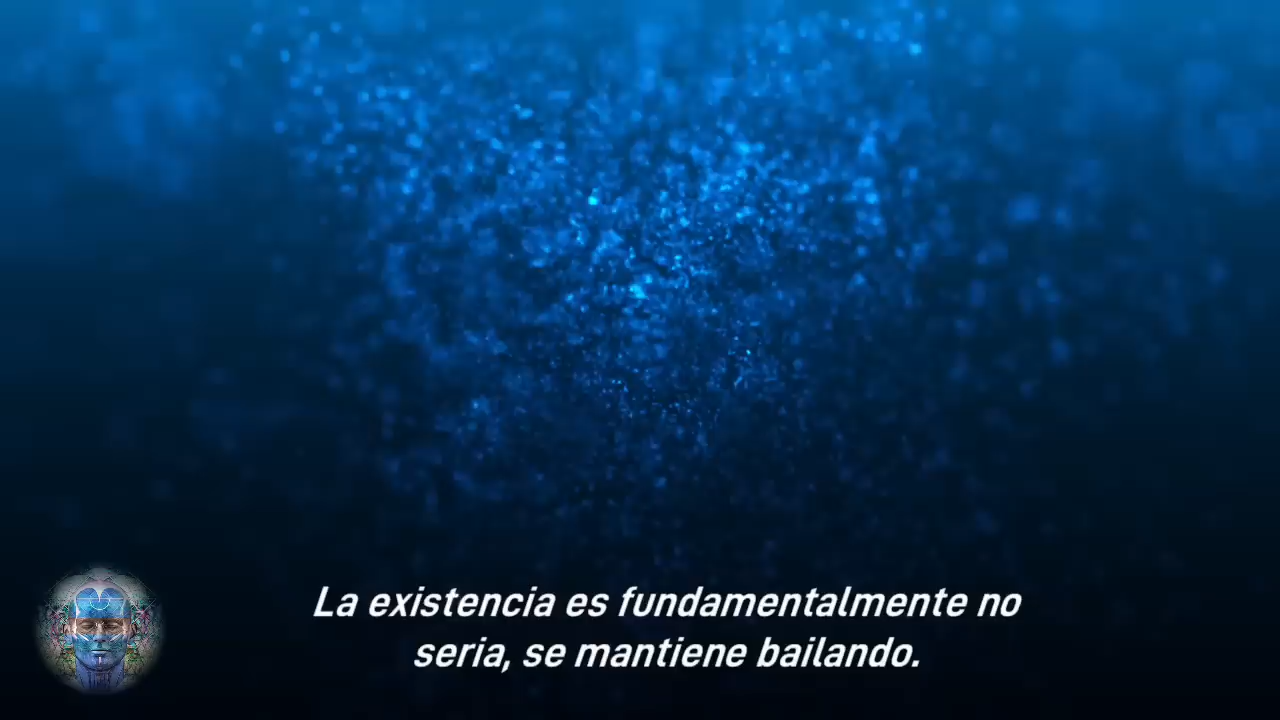 La existencia es fundamentalmente no
seria, se mantiene bailando.